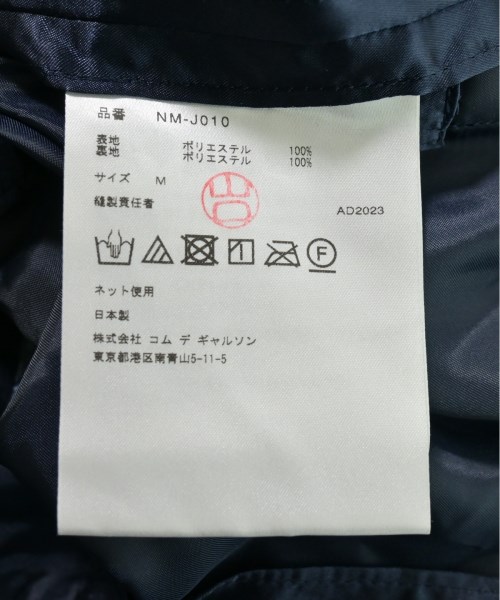 品番 NM-J010
表地 ポリエステル 100%
裏地 ポリエステル 100%
サイズ M
縫製責任者
AD2023
F
ネット使用
日本製
株式会社 コム デ ギャルソン
東京都港区南青山5-11-5